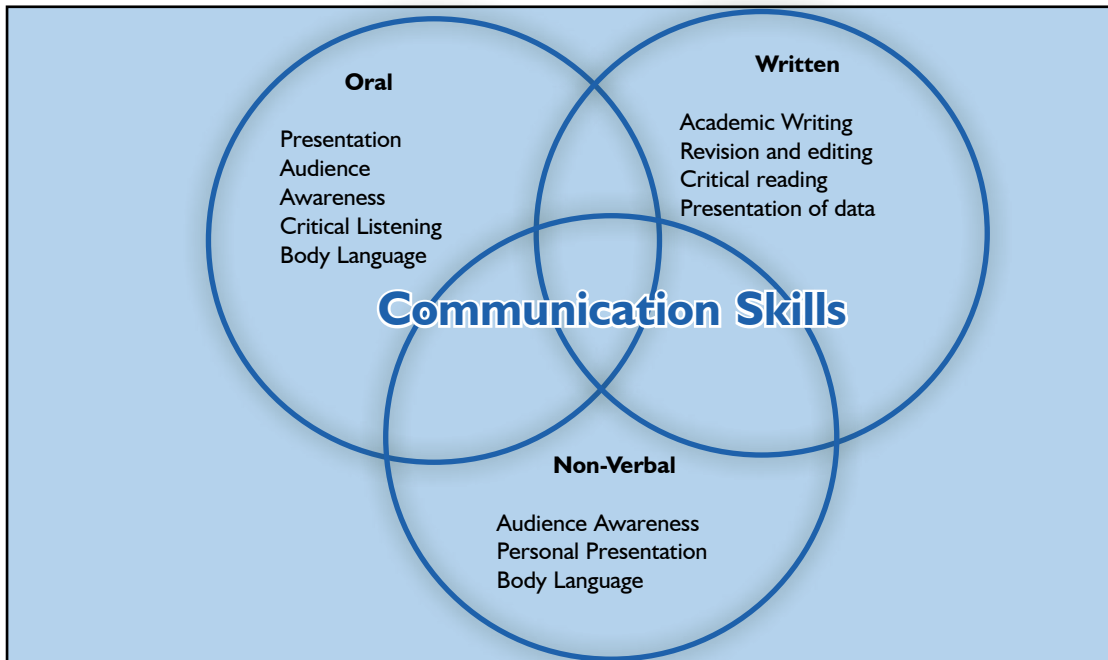 Oral
Presentation
Audience
Awareness
Critical Listening
Body Language
Written
Academic Writing
Revision and editing
Critical reading
Presentation of data
Communication Skills
Non-Verbal
Audience Awareness
Personal Presentation
Body Language